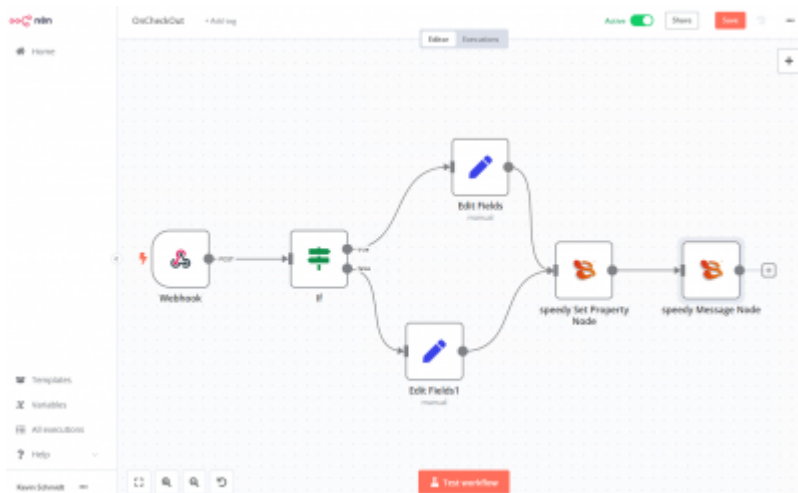 n8n
OnCheckOut
+ Add tag
Active
Share
Save
Editor
Executions
Home
Edit Fields
manual
POST
true
false
Webhook
If
speedy Set Property
Node
speedy Message Node
Edit Fields1
manual
Templates
Variables
All executions
Help
Kevin Schmidt
Test workflow